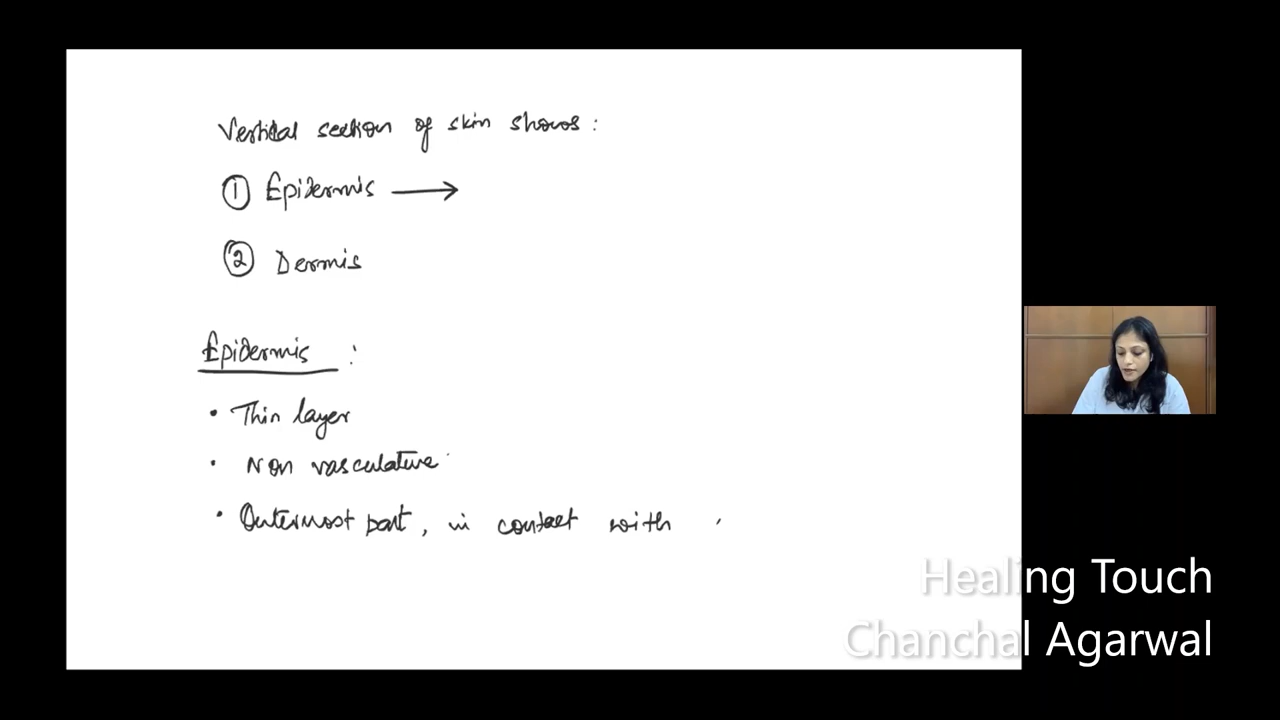 Vertical section of skin shows :
① Epidermis →
② Dermis
Epidermis :
• Thin layer
• Non vasculative
• Outermost part, in contact with
Healing Touch
Chanchal Agarwal